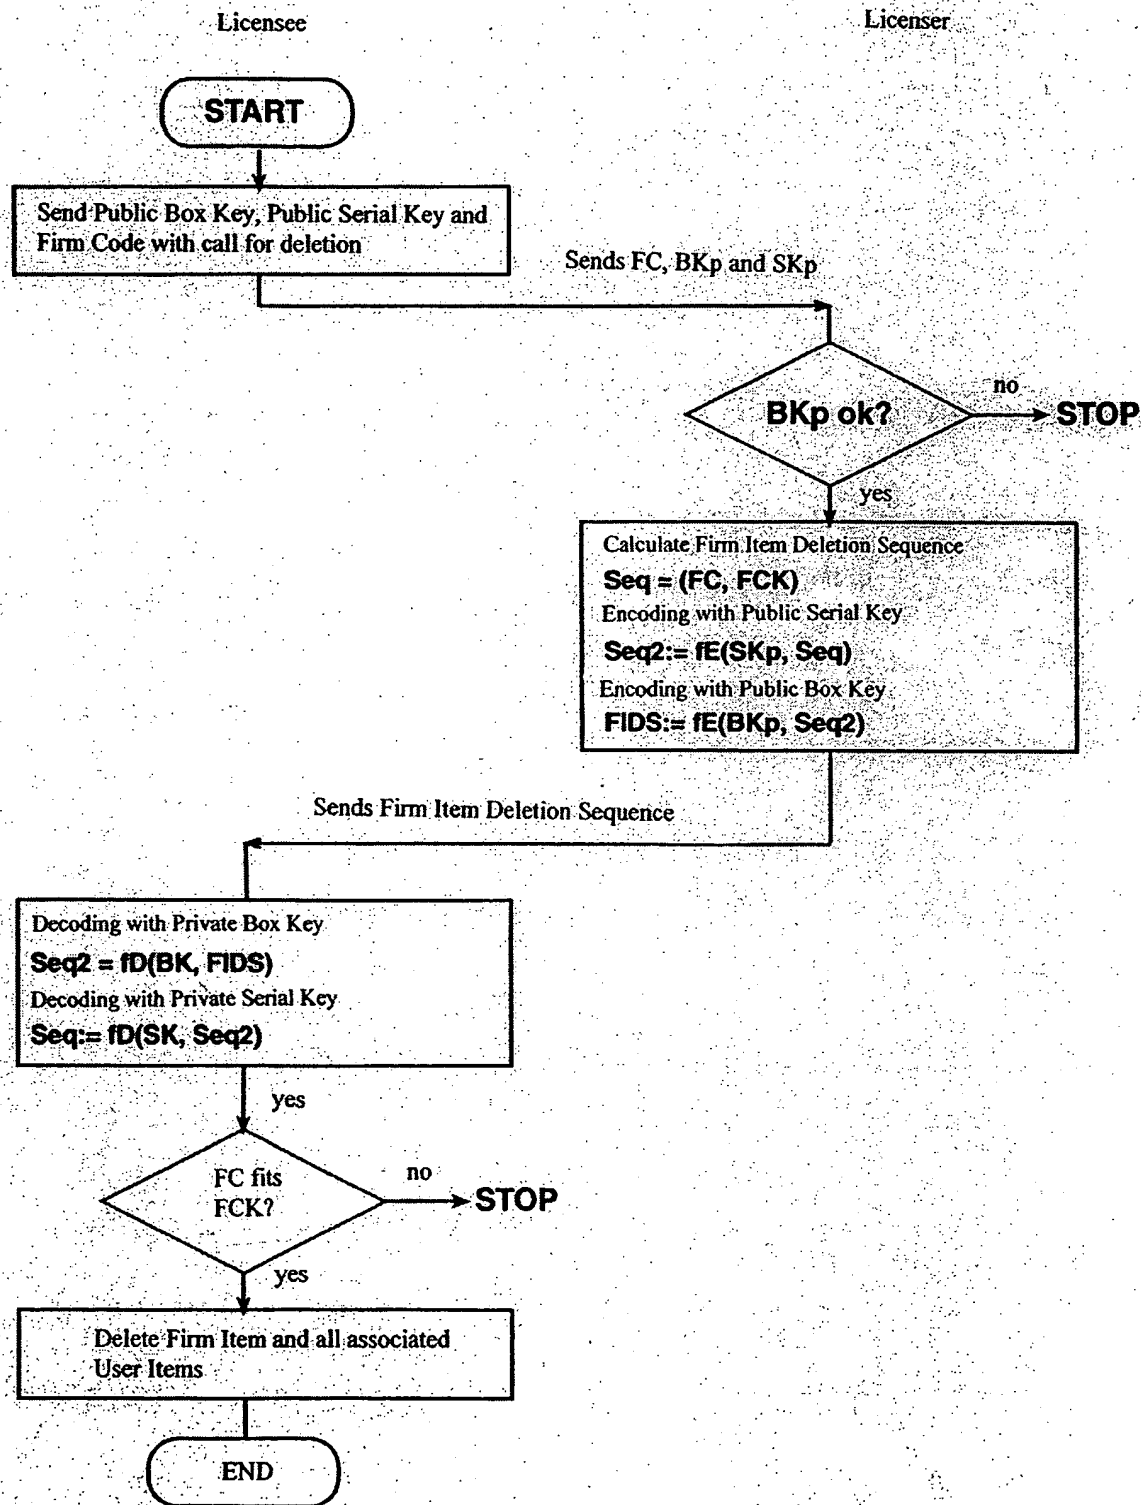 Licensee
Licenser
START
Send Public Box Key, Public Serial Key and
Firm Code with call for deletion
Sends FC, BKp and SKp
BKp ok?
no
STOP
yes
Calculate Firm Item Deletion Sequence
Seq = (FC, FCK)
Encoding with Public Serial Key
Seq2:= fE(SKp, Seq)
Encoding with Public Box Key
FIDS:= fE(BKp, Seq2)
Sends Firm Item Deletion Sequence
Decoding with Private Box Key
Seq2 = fD(BK, FIDS)
Decoding with Private Serial Key
Seq:= fD(SK, Seq2)
yes
FC fits
FCK?
no
STOP
yes
Delete Firm Item and all associated
User Items
END